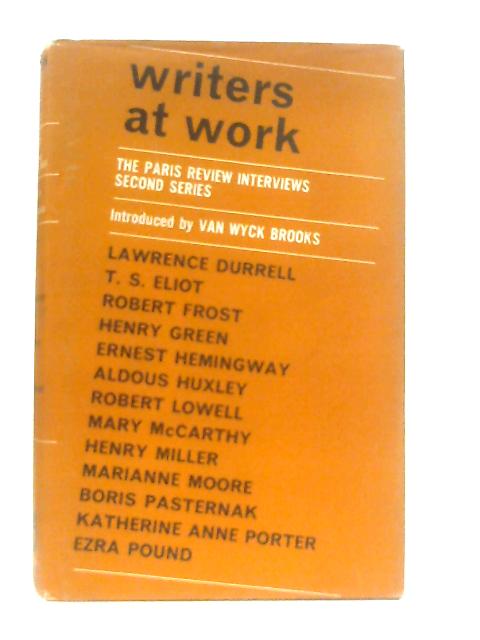 writers
at work
THE PARIS REVIEW INTERVIEWS
SECOND SERIES
Introduced by VAN WYCK BROOKS
LAWRENCE DURRELL
T. S. ELIOT
ROBERT FROST
HENRY GREEN
ERNEST HEMINGWAY
ALDOUS HUXLEY
ROBERT LOWELL
MARY McCARTHY
HENRY MILLER
MARIANNE MOORE
BORIS PASTERNAK
KATHERINE ANNE PORTER
EZRA POUND